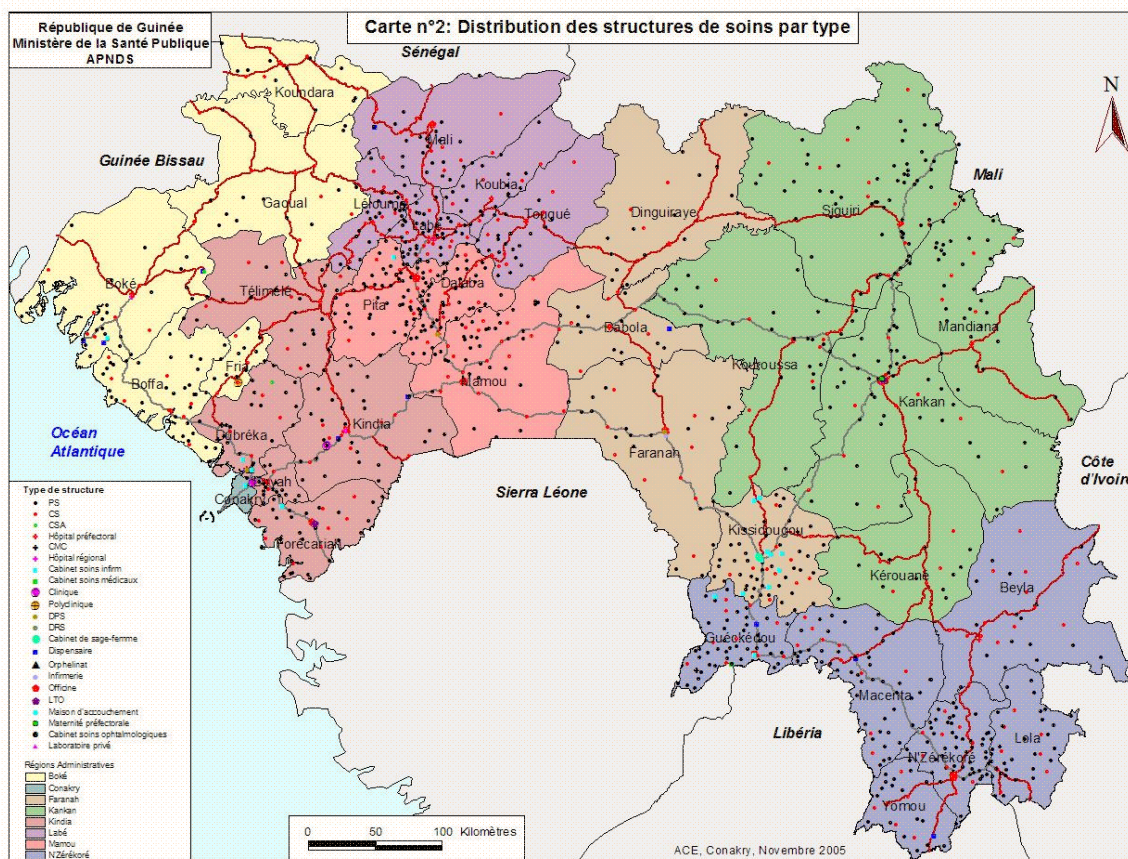 République de Guinée
Ministère de la Santé Publique
APNDS
Carte n°2: Distribution des structures de soins par type
Sénégal
N
Koundara
Guinée Bissau
Mali
Mali
Koubia
Gaoual
Lélouma
Tougué
Dinguiraye
Siguiri
Labé
Boké
Télimélé
Pita
Dalaba
Dabola
Mandiana
Kouroussa
Fria
Boffa
Mamou
Kankan
Dubréka
Kindia
Océan
Atlantique
Faranah
Côte
d'Ivoire
Coyah
Conakry
Sierra Léone
Forécariah
Kissidougou
Kérouané
Beyla
Guéckédou
Macenta
Libéria
Lola
N'Zérékoré
Yomou
Type de structure
PS
CS
CSA
Hôpital préfectoral
CMC
Hôpital régional
Cabinet soins infirm
Cabinet soins médicaux
Clinique
Polyclinique
DPS
DRS
Cabinet de sage-femme
Dispensaire
Orphelinat
Infirmerie
Officine
LTO
Maison d'accouchement
Maternité préfectorale
Cabinet soins ophtalmologiques
Laboratoire privé
Régions Administratives
Boké
Conakry
Faranah
Kankan
Kindia
Labé
Mamou
N'Zérékoré
0 50 100 Kilomètres
ACE, Conakry, Novembre 2005